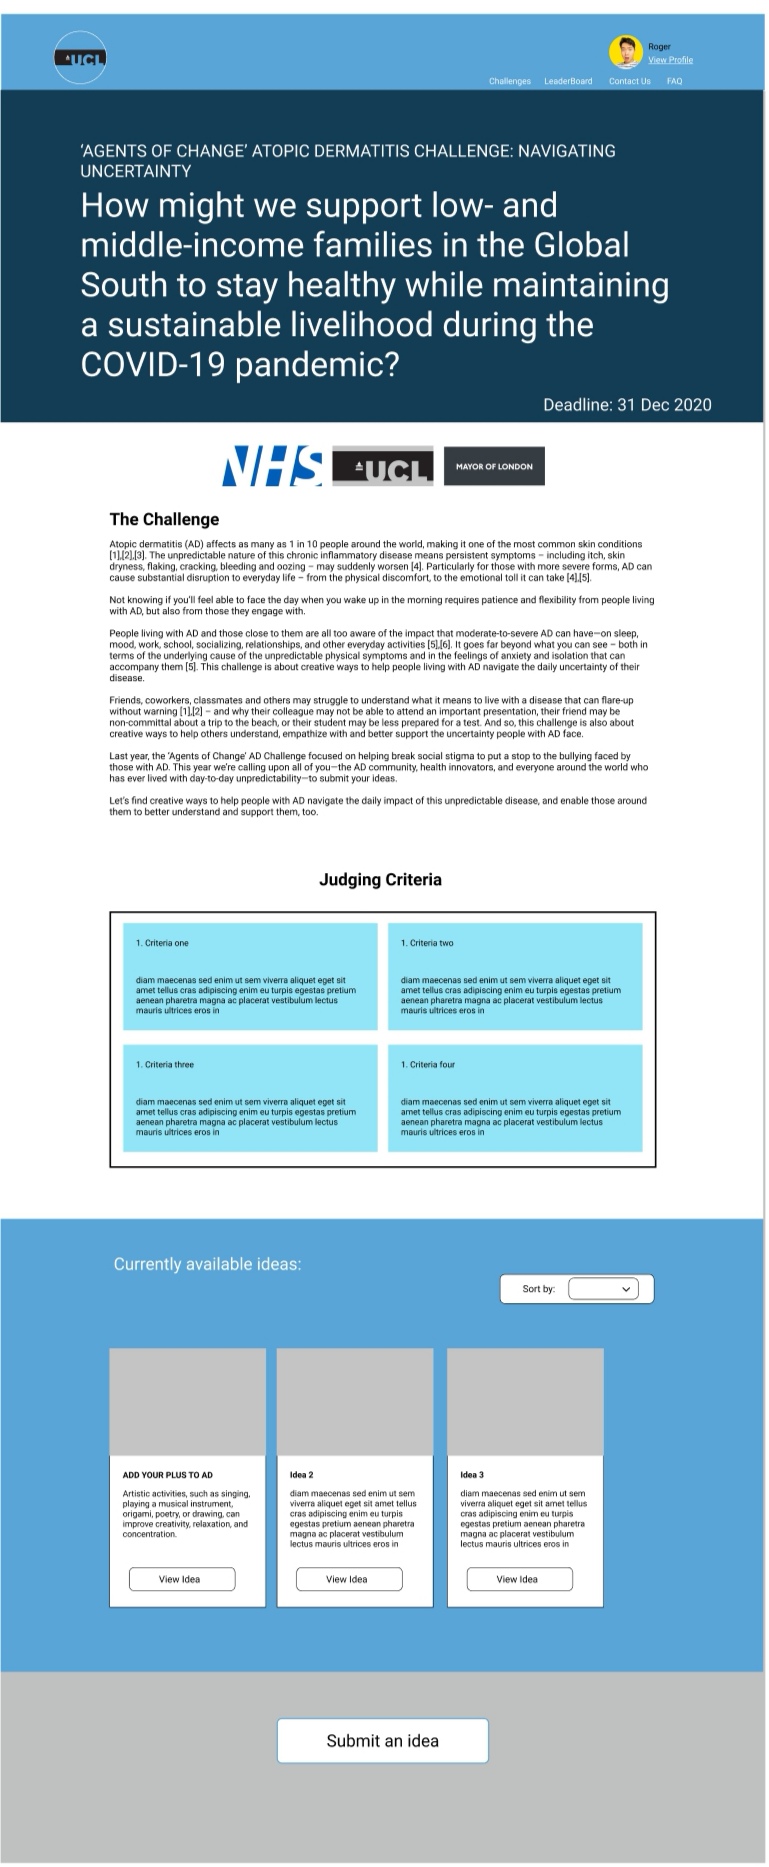 UCL
Roger
View Profile
Challenges LeaderBoard Contact Us FAQ
‘AGENTS OF CHANGE’ ATOPIC DERMATITIS CHALLENGE: NAVIGATING
UNCERTAINTY
How might we support low- and
middle-income families in the Global
South to stay healthy while maintaining
a sustainable livelihood during the
COVID-19 pandemic?
Deadline: 31 Dec 2020
NHS UCL MAYOR OF LONDON
The Challenge
Atopic dermatitis (AD) affects as many as 1 in 10 people around the world, making it one of the most common skin conditions
[1],[2],[3]. The unpredictable nature of this chronic inflammatory disease means persistent symptoms – including itch, skin
dryness, flaking, cracking, bleeding and oozing – may suddenly worsen [4]. Particularly for those with more severe forms, AD can
cause substantial disruption to everyday life – from the physical discomfort, to the emotional toll it can take [4],[5].
Not knowing if you’ll feel able to face the day when you wake up in the morning requires patience and flexibility from people living
with AD, but also from those they engage with.
People living with AD and those close to them are all too aware of the impact that moderate-to-severe AD can have—on sleep,
mood, work, school, socializing, relationships, and other everyday activities [5],[6]. It goes far beyond what you can see – both in
terms of the underlying cause of the unpredictable physical symptoms and in the feelings of anxiety and isolation that can
accompany them [5]. This challenge is about creative ways to help people living with AD navigate the daily uncertainty of their
disease.
Friends, coworkers, classmates and others may struggle to understand what it means to live with a disease that can flare-up
without warning [1],[2] – and why their colleague may not be able to attend an important presentation, their friend may be
non-committal about a trip to the beach, or their student may be less prepared for a test. And so, this challenge is also about
creative ways to help others understand, empathize with and better support the uncertainty people with AD face.
Last year, the ‘Agents of Change’ AD Challenge focused on helping break social stigma to put a stop to the bullying faced by
those with AD. This year we’re calling upon all of you—the AD community, health innovators, and everyone around the world who
has ever lived with day-to-day unpredictability—to submit your ideas.
Let’s find creative ways to help people with AD navigate the daily impact of this unpredictable disease, and enable those around
them to better understand and support them, too.
Judging Criteria
1. Criteria one
diam maecenas sed enim ut sem viverra aliquet eget sit
amet tellus cras adipiscing enim eu turpis egestas pretium
aenean pharetra magna ac placerat vestibulum lectus
mauris ultrices eros in
1. Criteria two
diam maecenas sed enim ut sem viverra aliquet eget sit
amet tellus cras adipiscing enim eu turpis egestas pretium
aenean pharetra magna ac placerat vestibulum lectus
mauris ultrices eros in
1. Criteria three
diam maecenas sed enim ut sem viverra aliquet eget sit
amet tellus cras adipiscing enim eu turpis egestas pretium
aenean pharetra magna ac placerat vestibulum lectus
mauris ultrices eros in
1. Criteria four
diam maecenas sed enim ut sem viverra aliquet eget sit
amet tellus cras adipiscing enim eu turpis egestas pretium
aenean pharetra magna ac placerat vestibulum lectus
mauris ultrices eros in
Currently available ideas:
Sort by:
ADD YOUR PLUS TO AD
Artistic activities, such as singing,
playing a musical instrument,
origami, poetry, or drawing, can
improve creativity, relaxation, and
concentration.
View Idea
Idea 2
diam maecenas sed enim ut sem
viverra aliquet eget sit amet tellus
cras adipiscing enim eu turpis
egestas pretium aenean pharetra
magna ac placerat vestibulum
lectus mauris ultrices eros in
View Idea
Idea 3
diam maecenas sed enim ut sem
viverra aliquet eget sit amet tellus
cras adipiscing enim eu turpis
egestas pretium aenean pharetra
magna ac placerat vestibulum
lectus mauris ultrices eros in
View Idea
Submit an idea